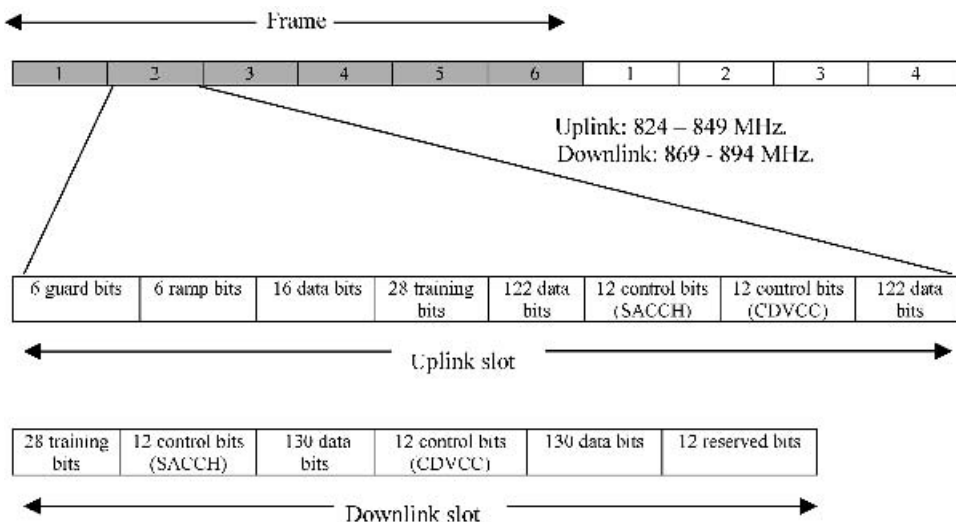 Frame
1 2 3 4 5 6 1 2 3 4
Uplink: 824 – 849 MHz.
Downlink: 869 - 894 MHz.
6 guard bits
6 ramp bits
16 data bits
28 training
bits
122 data
bits
12 control bits
(SACCH)
12 control bits
(CDVCC)
122 data
bits
Uplink slot
28 training
bits
12 control bits
(SACCH)
130 data
bits
12 control bits
(CDVCC)
130 data bits
12 reserved bits
Downlink slot